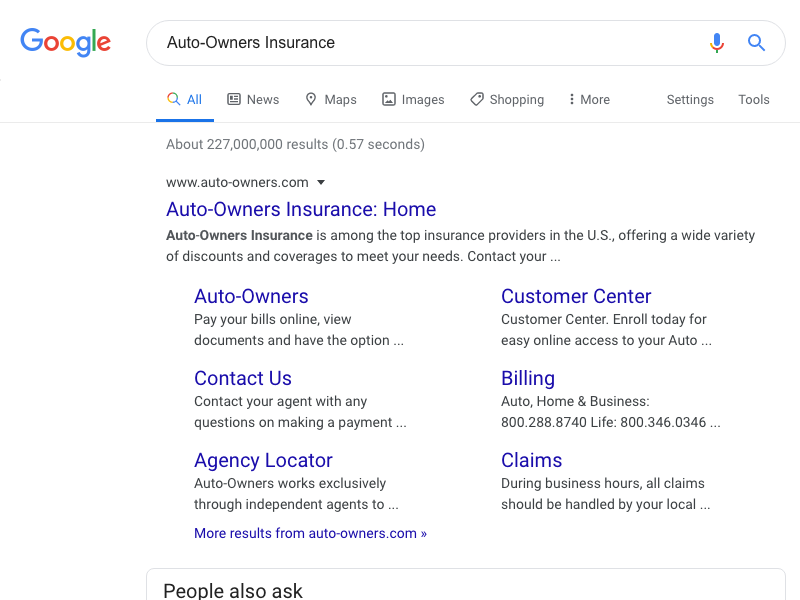 Google
Auto-Owners Insurance
All News Maps Images Shopping More Settings Tools
About 227,000,000 results (0.57 seconds)
www.auto-owners.com
Auto-Owners Insurance: Home
Auto-Owners Insurance is among the top insurance providers in the U.S., offering a wide variety
of discounts and coverages to meet your needs. Contact your ...
Auto-Owners
Pay your bills online, view
documents and have the option ...
Customer Center
Customer Center. Enroll today for
easy online access to your Auto ...
Contact Us
Contact your agent with any
questions on making a payment ...
Billing
Auto, Home & Business:
800.288.8740 Life: 800.346.0346 ...
Agency Locator
Auto-Owners works exclusively
through independent agents to ...
Claims
During business hours, all claims
should be handled by your local ...
More results from auto-owners.com »
People also ask